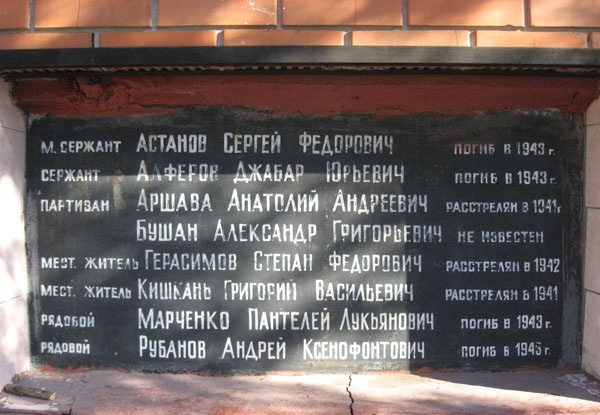 М. СЕРЖАНТ АСТАНОВ СЕРГЕЙ ФЕДОРОВИЧ ПОГИБ В 1943 г.
СЕРЖАНТ АЛФЕРОВ ДЖАБАР ЮРЬЕВИЧ ПОГИБ В 1943 г.
ПАРТИЗАН АРШАВА АНАТОЛИЙ АНДРЕЕВИЧ РАССТРЕЛЯН В 1941 г
БУШАН АЛЕКСАНДР ГРИГОРЬЕВИЧ НЕ ИЗВЕСТЕН
МЕСТ. ЖИТЕЛЬ ГЕРАСИМОВ СТЕПАН ФЕДОРОВИЧ РАССТРЕЛЯН В 1942
МЕСТ. ЖИТЕЛЬ КИШКАНЬ ГРИГОРИЙ ВАСИЛЬЕВИЧ РАССТРЕЛЯН В 1941
РЯДОВОЙ МАРЧЕНКО ПАНТЕЛЕЙ ЛУКЬЯНОВИЧ ПОГИБ В 1943 г.
РЯДОВОЙ РУБАНОВ АНДРЕЙ КСЕНОФОНТОВИЧ ПОГИБ В 1943 г.